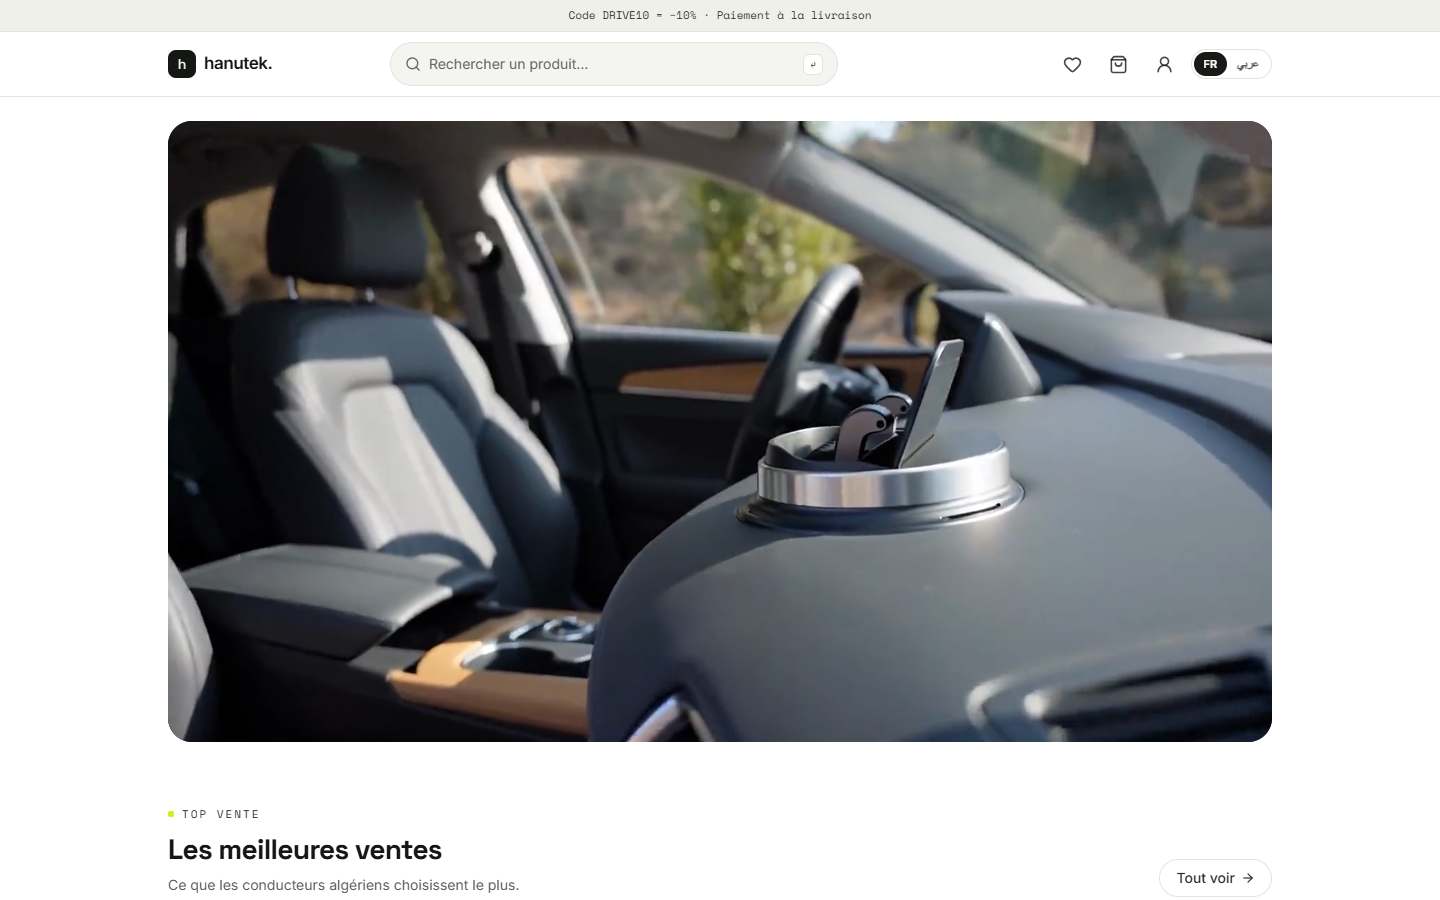 Code DRIVE10 = -10% · Paiement à la livraison
h hanutek.
Rechercher un produit...
FR عربي
TOP VENTE
Les meilleures ventes
Ce que les conducteurs algériens choisissent le plus.
Tout voir →